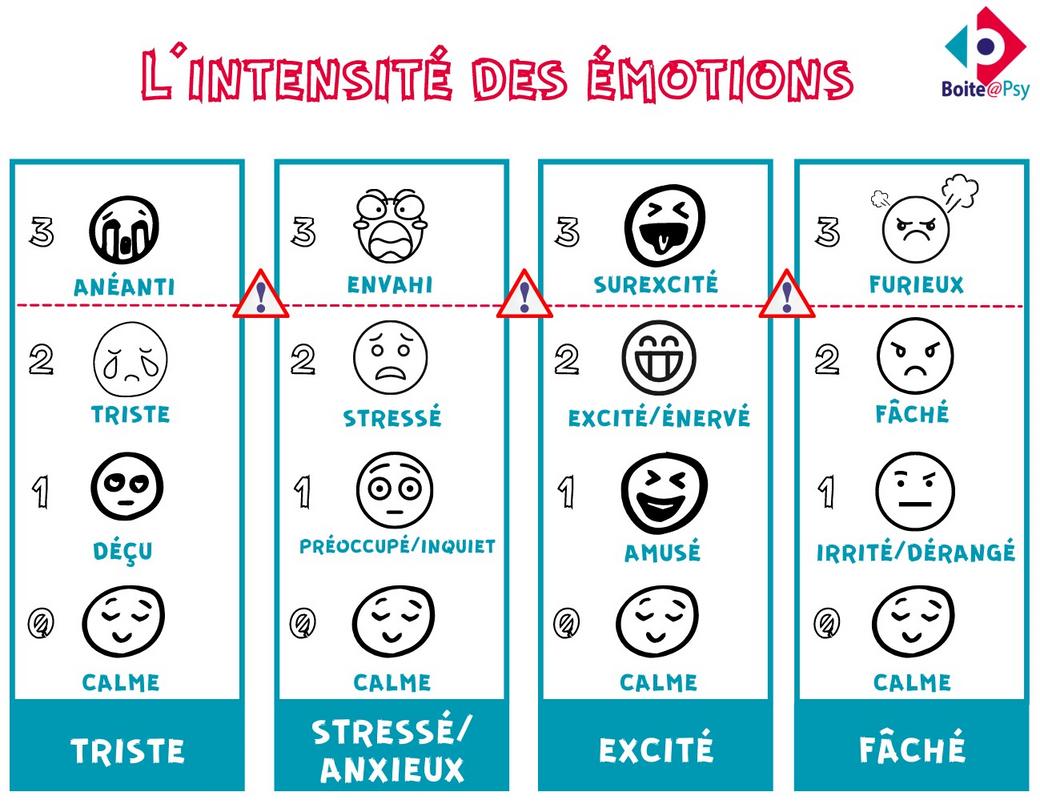 L'INTENSITÉ DES ÉMOTIONS
Boite@Psy
3
ANÉANTI
2
TRISTE
1
DÉÇU
0
CALME
TRISTE
3
ENVAHI
2
STRESSÉ
1
PRÉOCCUPÉ/INQUIET
0
CALME
STRESSÉ/
ANXIEUX
3
SUREXCITÉ
2
EXCITÉ/ÉNERVÉ
1
AMUSÉ
0
CALME
EXCITÉ
3
FURIEUX
2
FÂCHÉ
1
IRRITÉ/DÉRANGÉ
0
CALME
FÂCHÉ
!
!
!